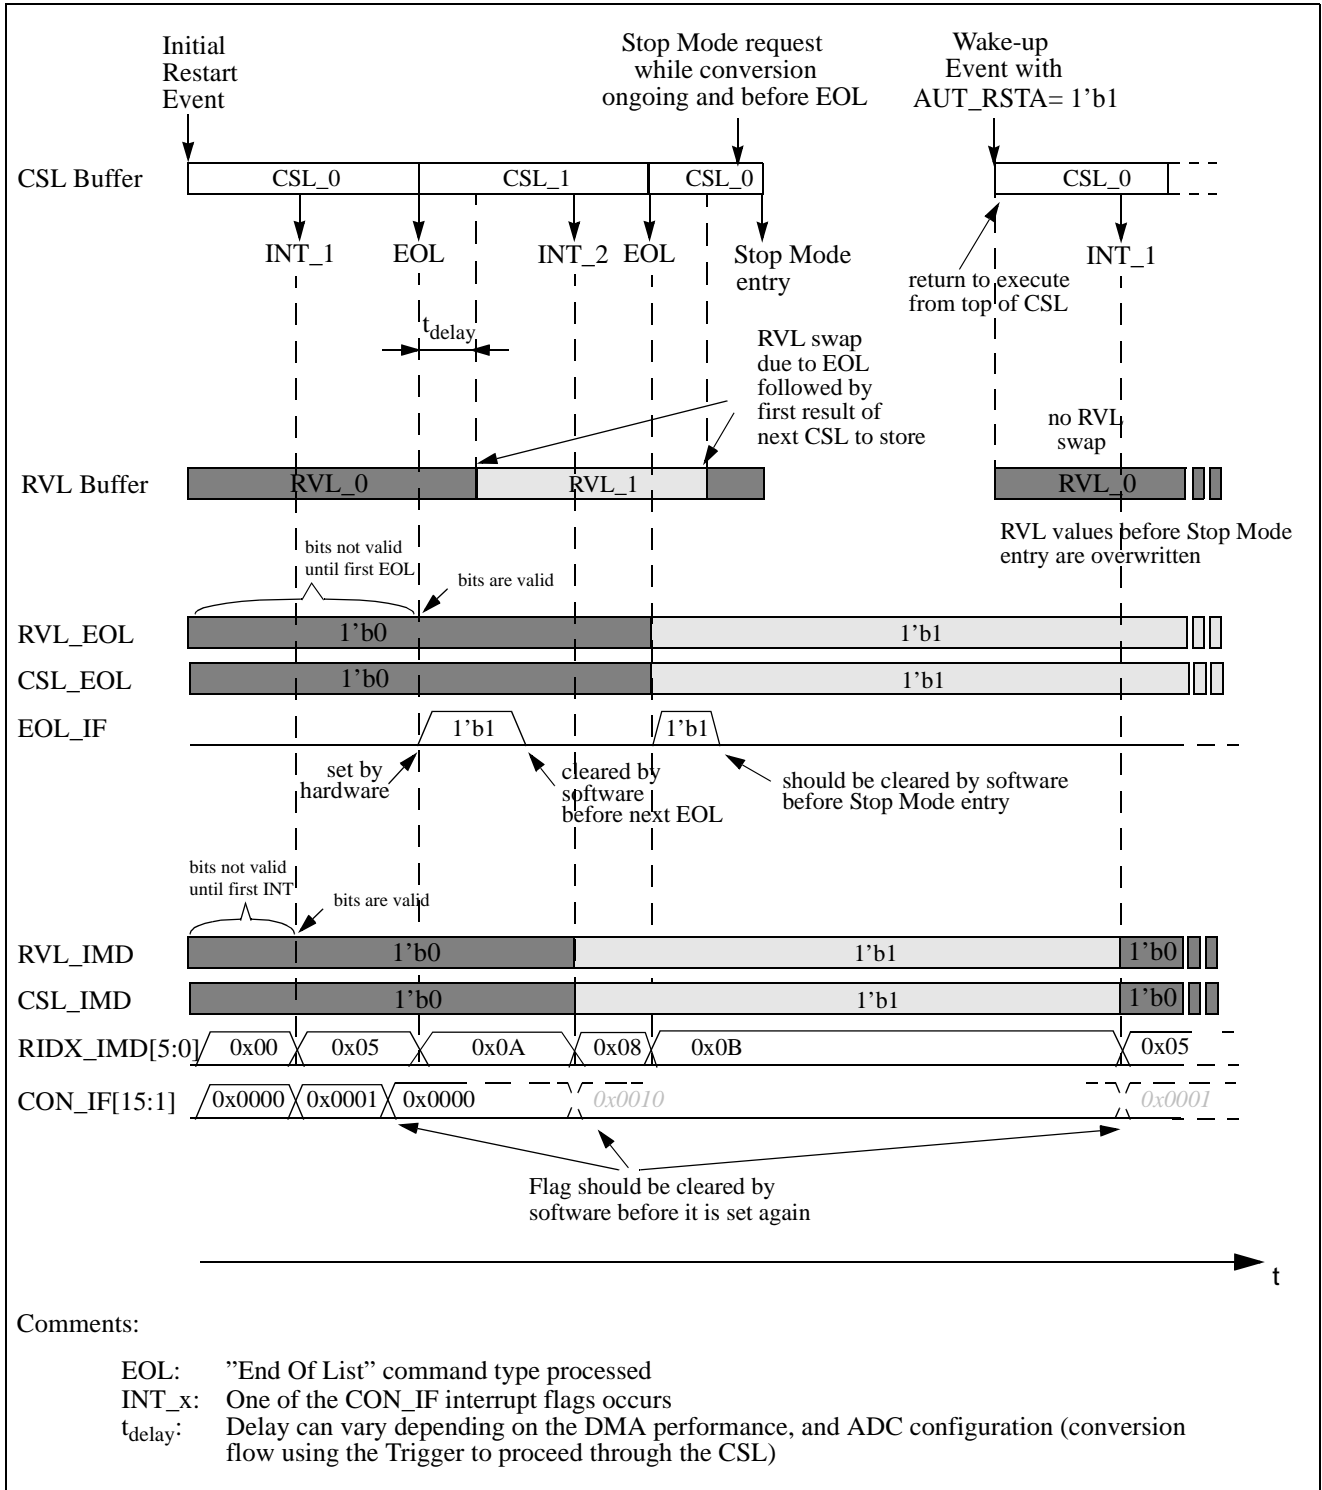 Initial
Restart
Event
Stop Mode request
while conversion
ongoing and before EOL
Wake-up
Event with
AUT_RSTA= 1’b1
CSL Buffer
CSL_0
CSL_1
CSL_0
CSL_0
INT_1
EOL
INT_2
EOL
Stop Mode
entry
INT_1
return to execute
from top of CSL
tdelay
RVL swap
due to EOL
followed by
first result of
next CSL to store
no RVL
swap
RVL Buffer
RVL_0
RVL_1
RVL_0
RVL values before Stop Mode
entry are overwritten
bits not valid
until first EOL
bits are valid
RVL_EOL
1’b0
1’b1
CSL_EOL
1’b0
1’b1
EOL_IF
1’b1
1’b1
set by
hardware
cleared by
software
before next EOL
should be cleared by software
before Stop Mode entry
bits not valid
until first INT
bits are valid
RVL_IMD
1’b0
1’b1
1’b0
CSL_IMD
1’b0
1’b1
1’b0
RIDX_IMD[5:0]
0x00
0x05
0x0A
0x08
0x0B
0x05
CON_IF[15:1]
0x0000
0x0001
0x0000
0x0010
0x0001
Flag should be cleared by
software before it is set again
t
Comments:
EOL: ”End Of List” command type processed
INT_x: One of the CON_IF interrupt flags occurs
tdelay: Delay can vary depending on the DMA performance, and ADC configuration (conversion
flow using the Trigger to proceed through the CSL)